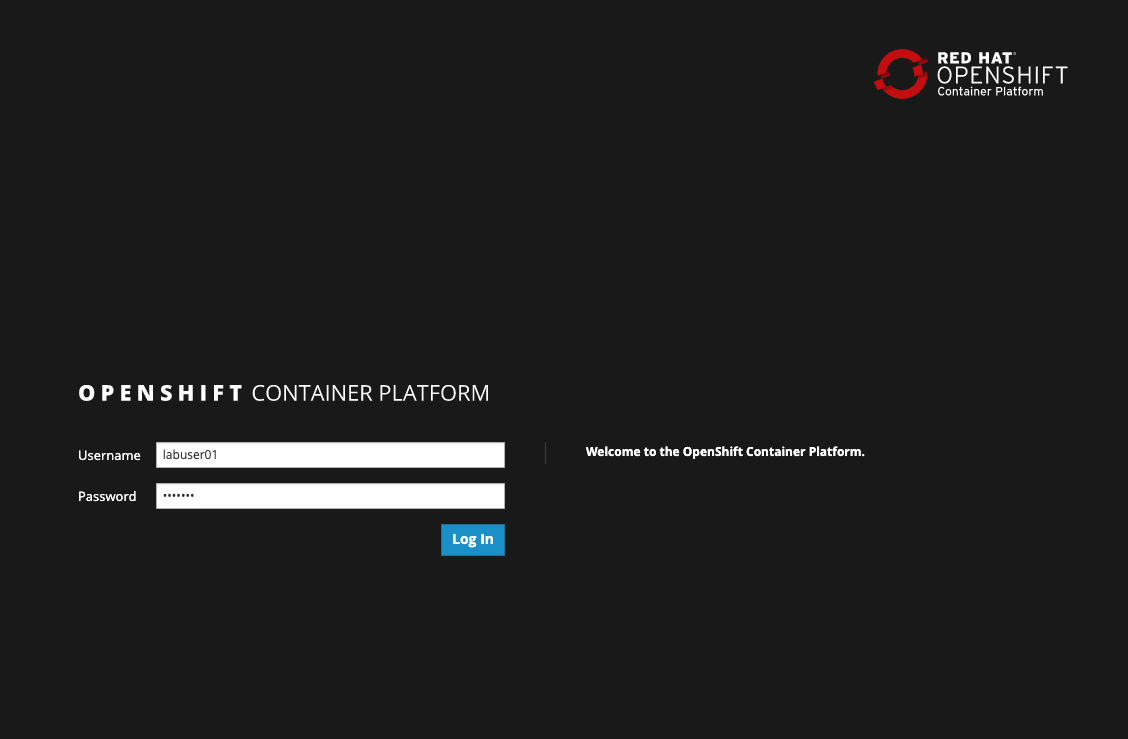 RED HAT®
OPENSHIFT
Container Platform
OPENSHIFT CONTAINER PLATFORM
Username labuser01
Welcome to the OpenShift Container Platform.
Password •••••••
Log In